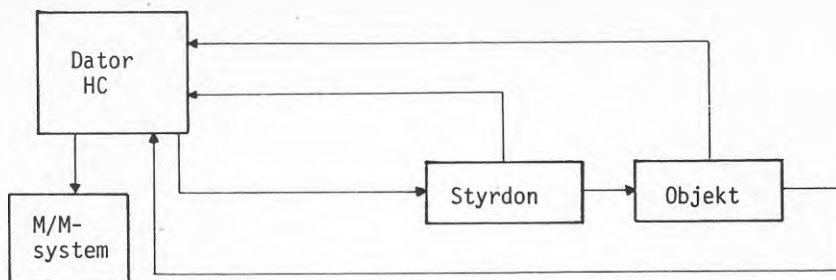 Dator
HC
Styrdon
Objekt
M/M-
system